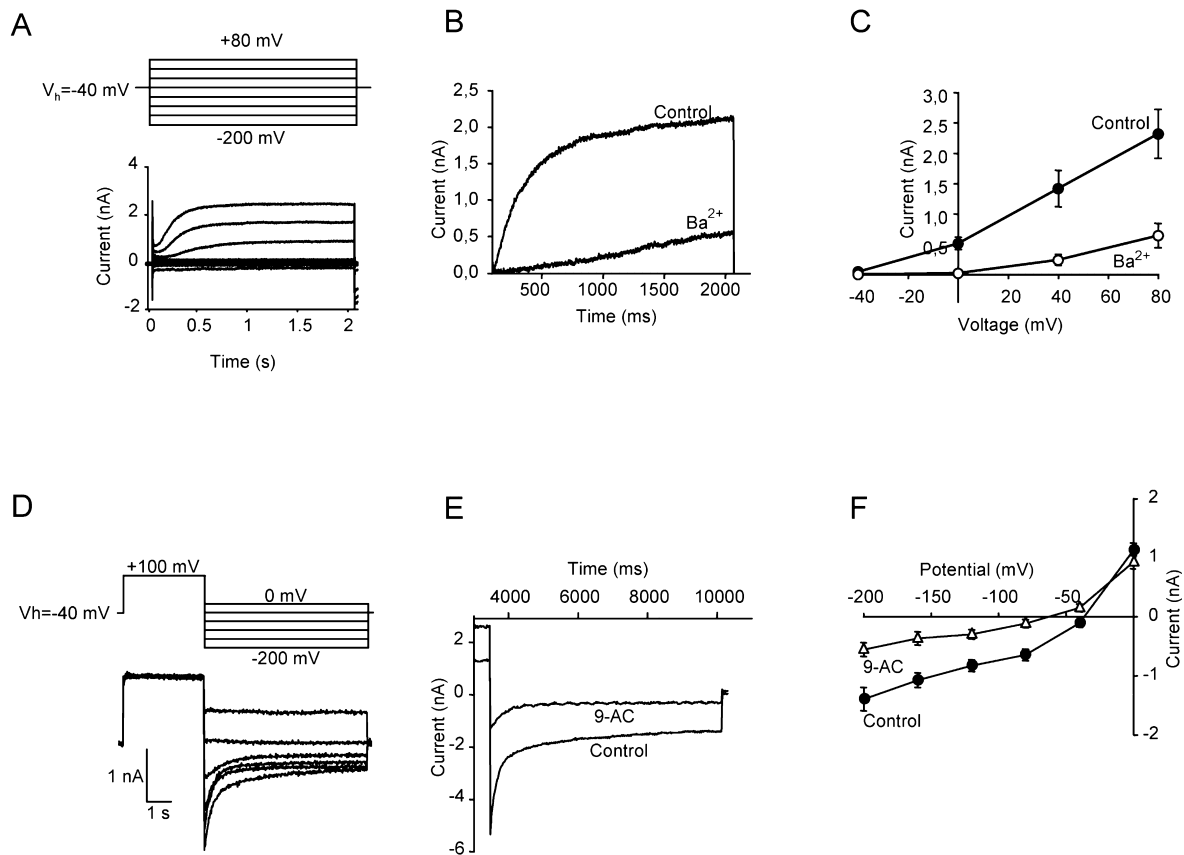 A
+80 mV
Vh=-40 mV
-200 mV
4
2
0
-2
Current (nA)
0 0.5 1 1.5 2
Time (s)
B
2,5
2,0
1,5
1,0
0,5
0,0
Current (nA)
Control
Ba2+
500 1000 1500 2000
Time (ms)
C
3,0
2,5
2,0
1,5
1,0
0,5
Current (nA)
Control
Ba2+
-40 -20 20 40 60 80
Voltage (mV)
D
+100 mV
Vh=-40 mV
0 mV
-200 mV
1 nA
1 s
E
Time (ms)
4000 6000 8000 10000
2
0
-2
-4
-6
Current (nA)
9-AC
Control
F
Potential (mV)
-200 -150 -100 -50 0
2
1
-1
-2
Current (nA)
9-AC
Control